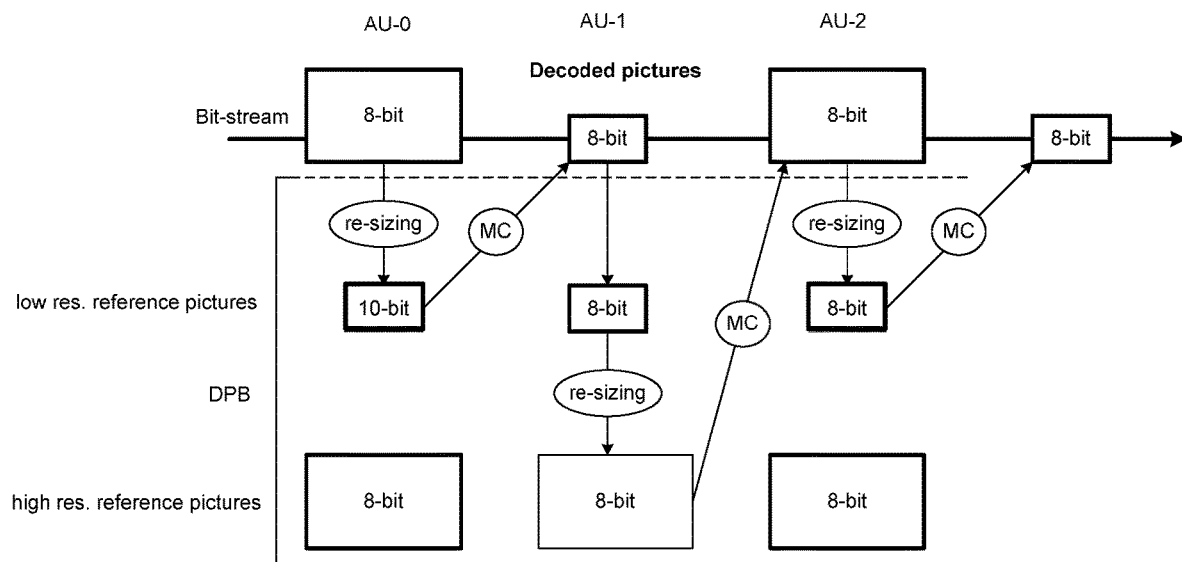 AU-0 AU-1 AU-2
Decoded pictures
Bit-stream 8-bit 8-bit 8-bit 8-bit
re-sizing MC re-sizing MC
low res. reference pictures 10-bit 8-bit MC 8-bit
DPB re-sizing
high res. reference pictures 8-bit 8-bit 8-bit